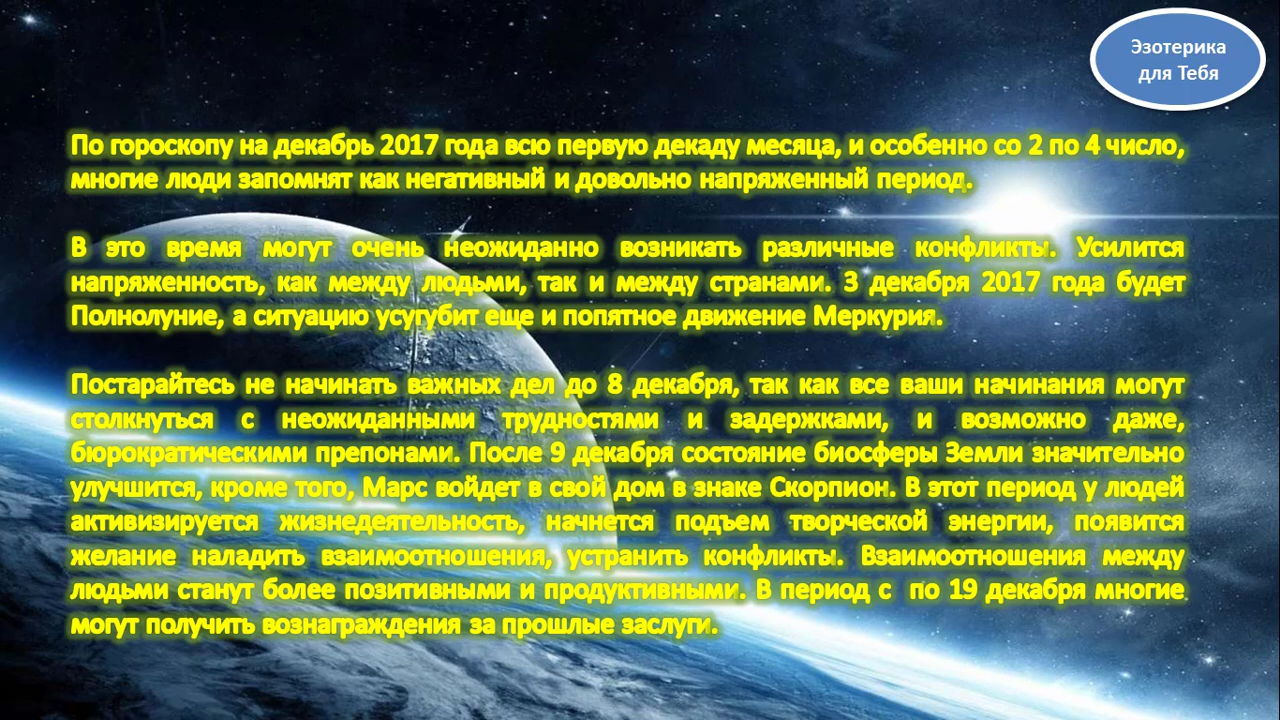 Эзотерика
для Тебя
По гороскопу на декабрь 2017 года всю первую декаду месяца, и особенно со 2 по 4 число,
многие люди запомнят как негативный и довольно напряженный период.
В это время могут очень неожиданно возникать различные конфликты. Усилится
напряженность, как между людьми, так и между странами. 3 декабря 2017 года будет
Полнолуние, а ситуацию усугубит еще и попятное движение Меркурия.
Постарайтесь не начинать важных дел до 8 декабря, так как все ваши начинания могут
столкнуться с неожиданными трудностями и задержками, и возможно даже,
бюрократическими препонами. После 9 декабря состояние биосферы Земли значительно
улучшится, кроме того, Марс войдет в свой дом в знаке Скорпион. В этот период у людей
активизируется жизнедеятельность, начнется подъем творческой энергии, появится
желание наладить взаимоотношения, устранить конфликты. Взаимоотношения между
людьми станут более позитивными и продуктивными. В период с по 19 декабря многие
могут получить вознаграждения за прошлые заслуги.